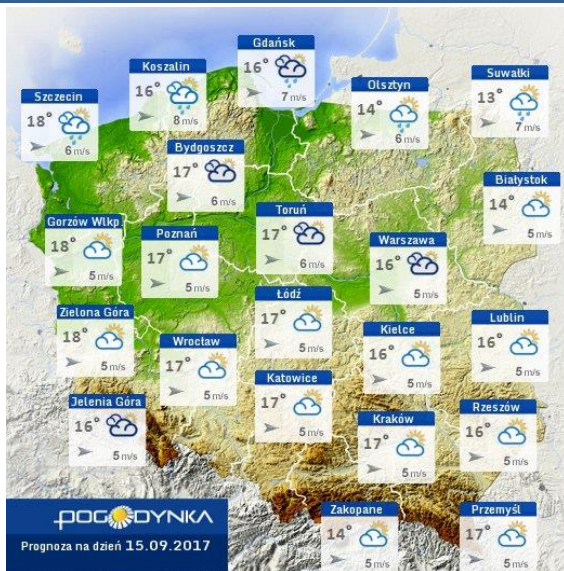 Gdańsk
16°
7 m/s
Koszalin
16°
8 m/s
Suwałki
13°
7 m/s
Olsztyn
14°
6 m/s
Szczecin
18°
6 m/s
Bydgoszcz
17°
6 m/s
Białystok
14°
5 m/s
Toruń
17°
6 m/s
Gorzów Wlkp.
18°
5 m/s
Poznań
17°
5 m/s
Warszawa
16°
5 m/s
Łódź
17°
5 m/s
Zielona Góra
18°
5 m/s
Lublin
16°
5 m/s
Kielce
16°
5 m/s
Wrocław
17°
5 m/s
Katowice
17°
5 m/s
Jelenia Góra
16°
5 m/s
Rzeszów
16°
5 m/s
Kraków
17°
5 m/s
Zakopane
14°
5 m/s
Przemyśl
17°
5 m/s
POGODYNKA
Prognoza na dzień 15.09.2017